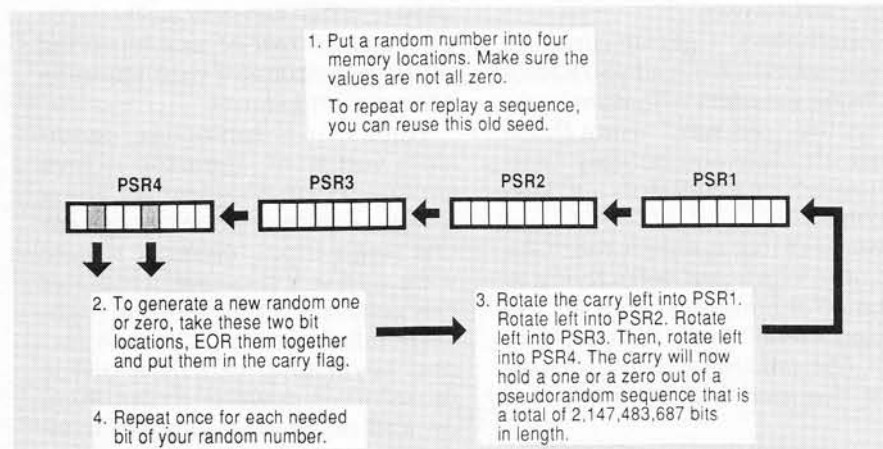 1. Put a random number into four
memory locations. Make sure the
values are not all zero.
To repeat or replay a sequence,
you can reuse this old seed.
PSR4 PSR3 PSR2 PSR1
2. To generate a new random one
or zero, take these two bit
locations, EOR them together
and put them in the carry flag.
4. Repeat once for each needed
bit of your random number.
3. Rotate the carry left into PSR1.
Rotate left into PSR2. Rotate
left into PSR3. Then, rotate left
into PSR4. The carry will now
hold a one or a zero out of a
pseudorandom sequence that is
a total of 2,147,483,687 bits
in length.